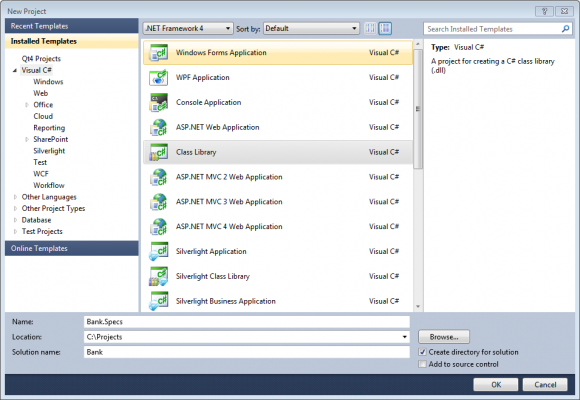 New Project
Recent Templates
.NET Framework 4 Sort by: Default Search Installed Templates
Installed Templates
Qt4 Projects
Visual C#
Windows
Web
Office
Cloud
Reporting
SharePoint
Silverlight
Test
WCF
Workflow
Other Languages
Other Project Types
Database
Test Projects
Online Templates
Windows Forms Application Visual C#
WPF Application Visual C#
Console Application Visual C#
ASP.NET Web Application Visual C#
Class Library Visual C#
ASP.NET MVC 2 Web Application Visual C#
ASP.NET MVC 3 Web Application Visual C#
ASP.NET MVC 4 Web Application Visual C#
Silverlight Application Visual C#
Silverlight Class Library Visual C#
Silverlight Business Application Visual C#
Type: Visual C#
A project for creating a C# class library
(.dll)
Name: Bank.Specs
Location: C:\Projects Browse...
Solution name: Bank Create directory for solution
Add to source control
OK Cancel